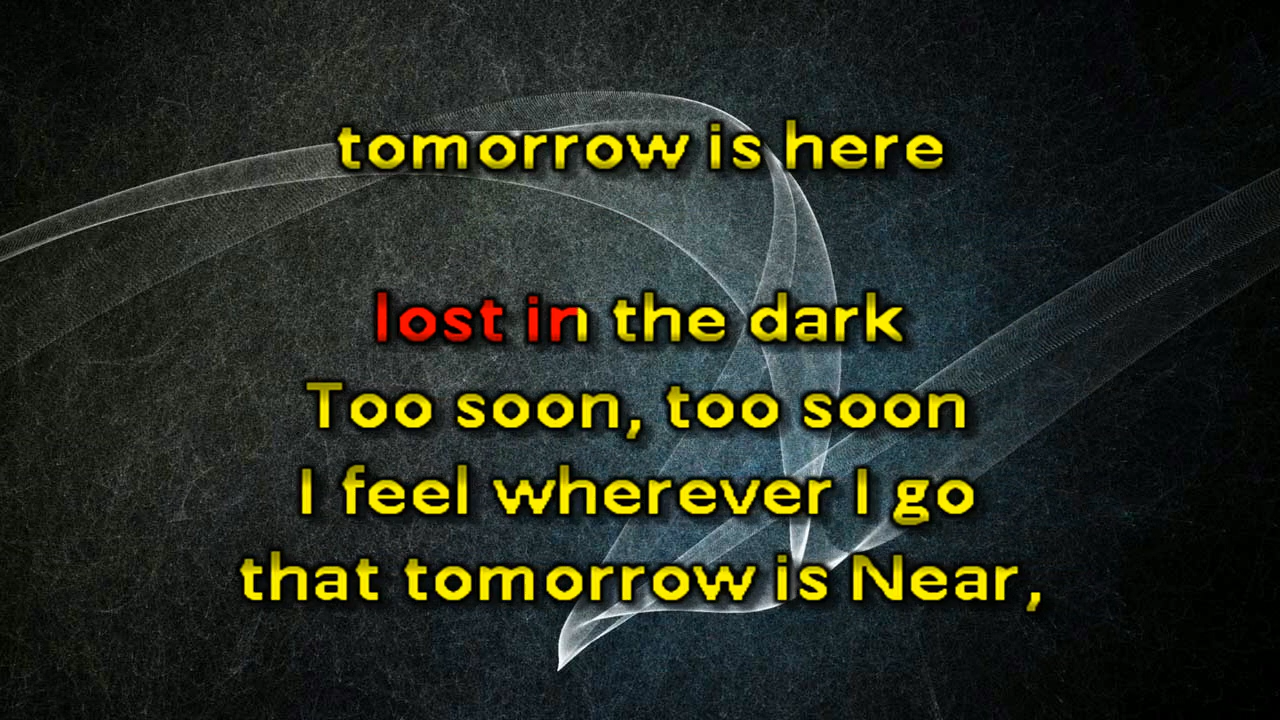 tomorrow is here
lost in the dark
Too soon, too soon
I feel wherever I go
that tomorrow is Near,